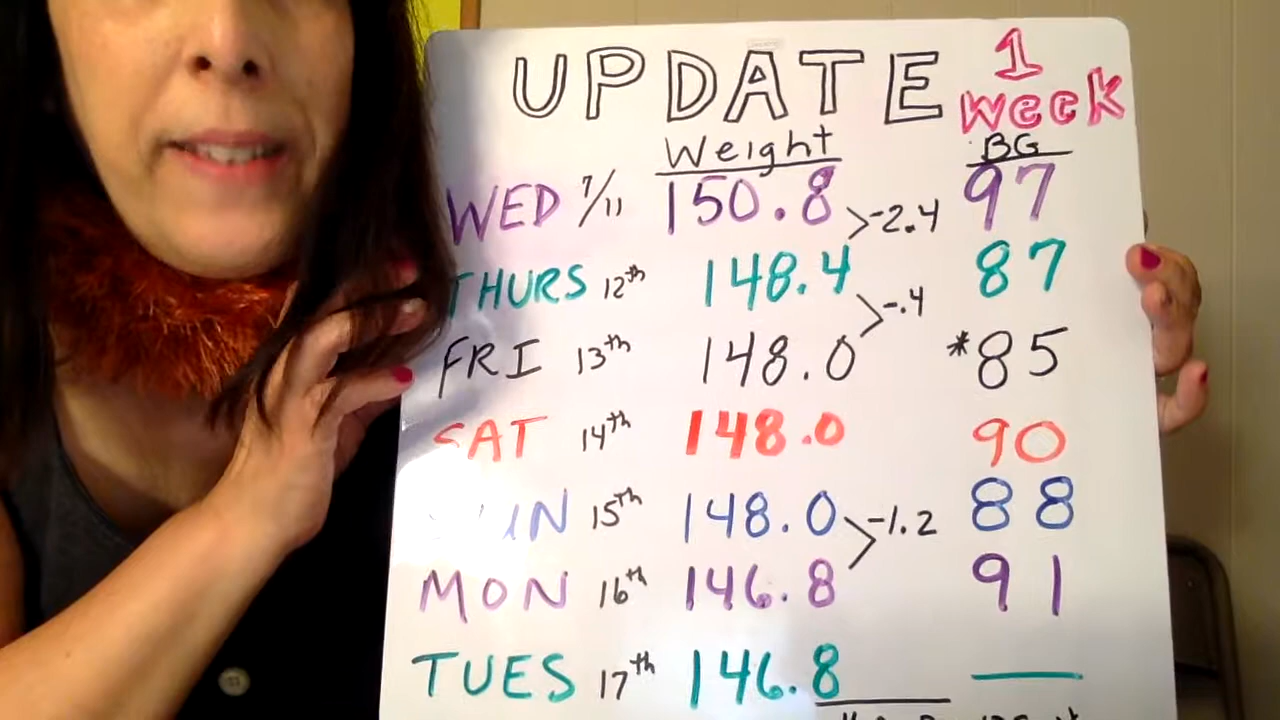 UPDATE 1 week
Weight BG
WED 7/11 150.8 >-2.4 97
THURS 12th 148.4 >-.4 87
FRI 13th 148.0 *85
SAT 14th 148.0 90
SUN 15th 148.0 >-1.2 88
MON 16th 146.8 91
TUES 17th 146.8 —